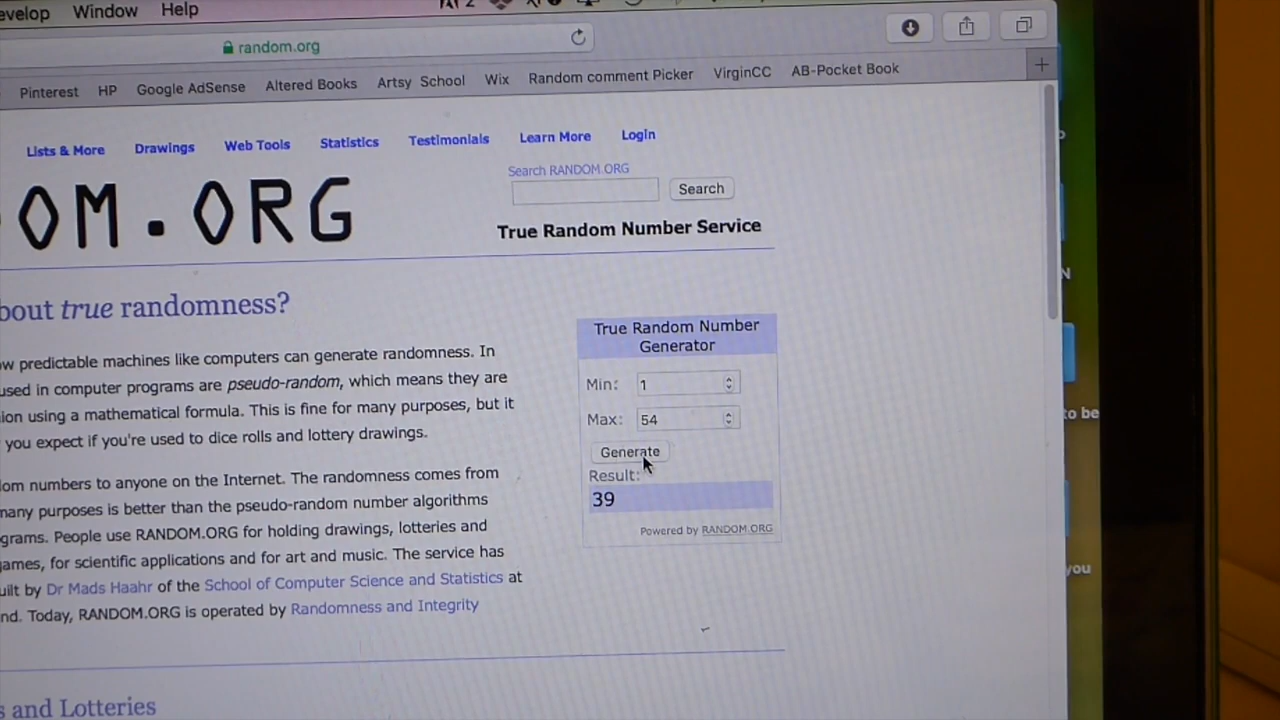 evelop Window Help
random.org
Pinterest HP Google AdSense Altered Books Artsy School Wix Random comment Picker VirginCC AB-Pocket Book
Lists & More Drawings Web Tools Statistics Testimonials Learn More Login
Search RANDOM.ORG
Search
OM.ORG
True Random Number Service
bout true randomness?
ow predictable machines like computers can generate randomness. In
used in computer programs are pseudo-random, which means they are
ion using a mathematical formula. This is fine for many purposes, but it
you expect if you're used to dice rolls and lottery drawings.
dom numbers to anyone on the Internet. The randomness comes from
many purposes is better than the pseudo-random number algorithms
grams. People use RANDOM.ORG for holding drawings, lotteries and
games, for scientific applications and for art and music. The service has
uilt by Dr Mads Haahr of the School of Computer Science and Statistics at
nd. Today, RANDOM.ORG is operated by Randomness and Integrity
True Random Number
Generator
Min: 1
Max: 54
Generate
Result:
39
Powered by RANDOM.ORG
s and Lotteries
N
to be
you